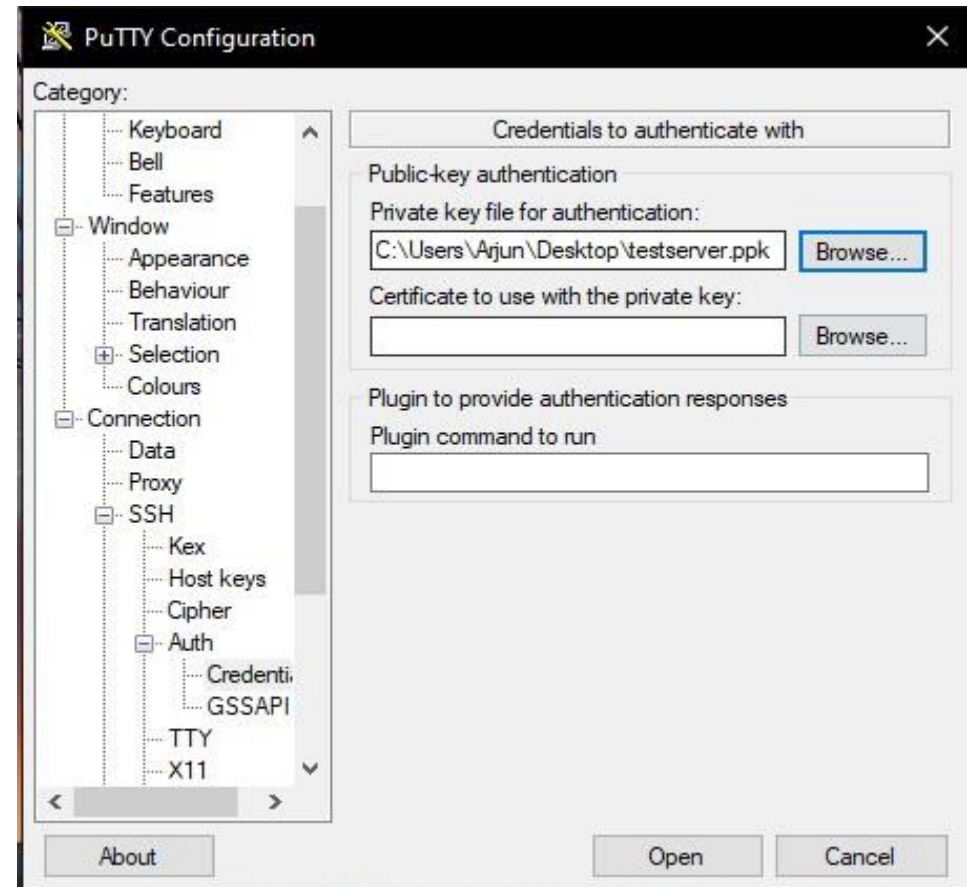 PuTTY Configuration
Category:
Keyboard
Bell
Features
Window
Appearance
Behaviour
Translation
Selection
Colours
Connection
Data
Proxy
SSH
Kex
Host keys
Cipher
Auth
Credenti
GSSAPI
TTY
X11
Credentials to authenticate with
Public-key authentication
Private key file for authentication:
C:\Users\Arjun\Desktop\testserver.ppk Browse...
Certificate to use with the private key:
Browse...
Plugin to provide authentication responses
Plugin command to run
About Open Cancel